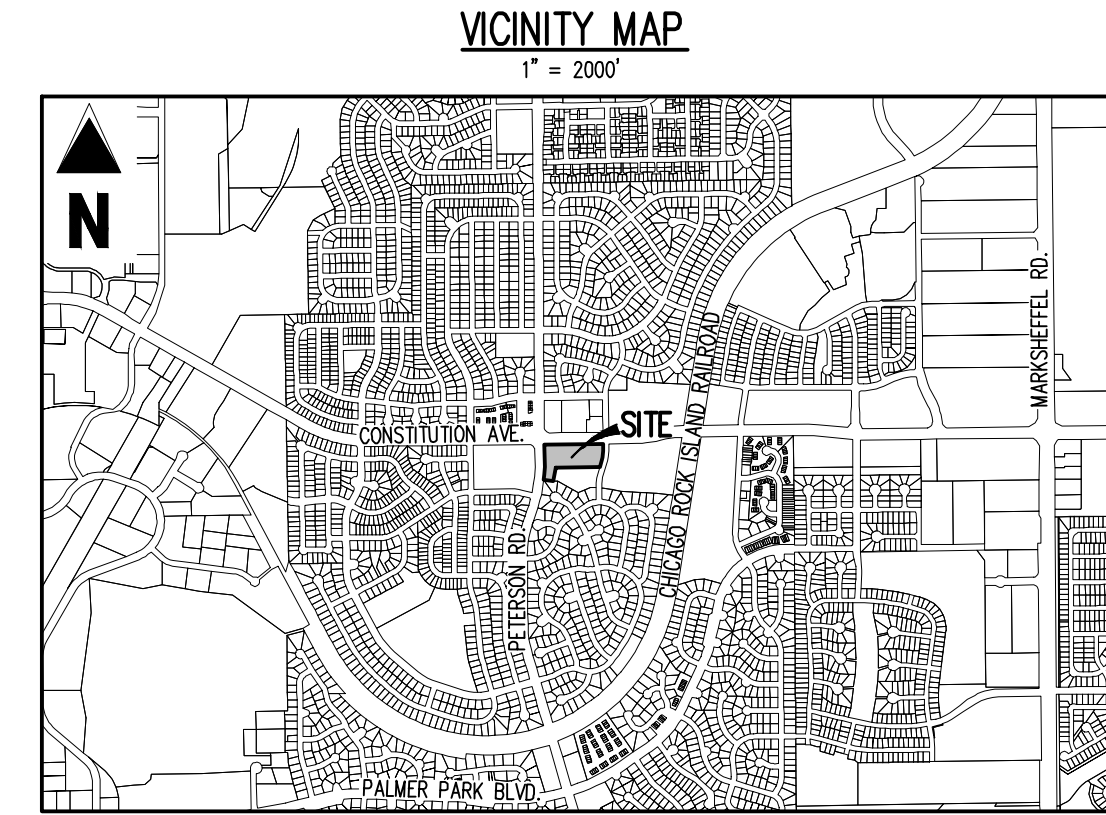 VICINITY MAP
1" = 2000'
N
MARKSHEFFEL RD.
CHICAGO ROCK ISLAND RAILROAD
SITE
CONSTITUTION AVE.
PETERSON RD.
PALMER PARK BLVD.